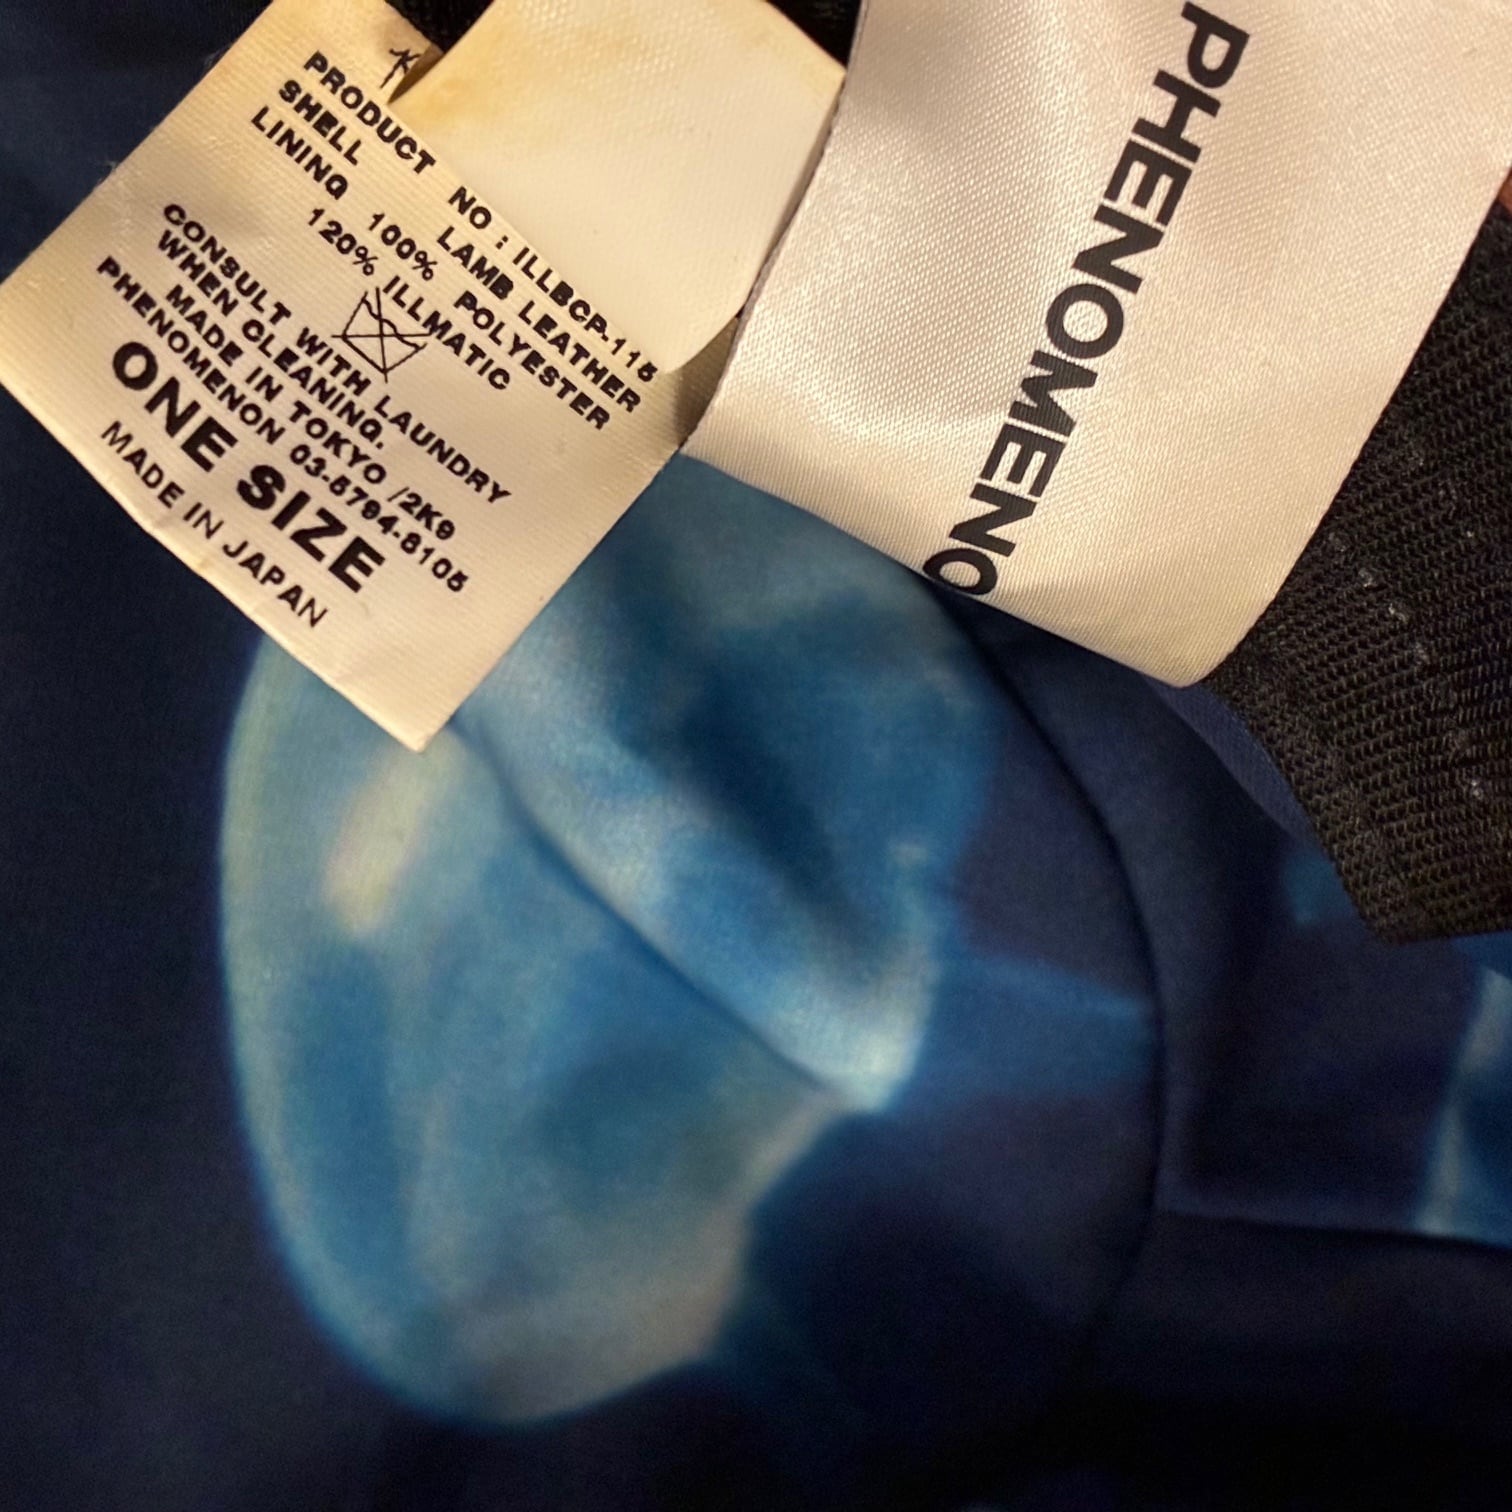 PRODUCT NO : ILLBCP-115
SHELL LAMB LEATHER
LINING 100% POLYESTER
120% ILLMATIC
CONSULT WITH LAUNDRY
WHEN CLEANING.
MADE IN TOKYO /2K9
PHENOMENON 03-5794-8105
ONE SIZE
MADE IN JAPAN
PHENOMENO